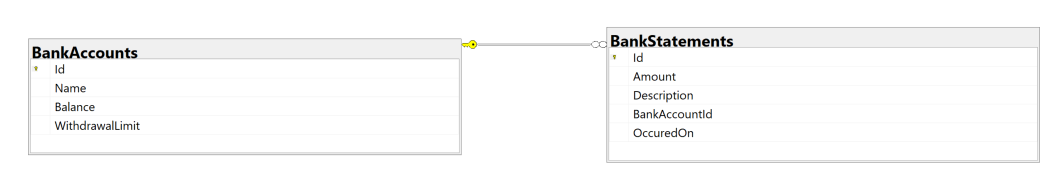 BankAccounts
Id
Name
Balance
WithdrawalLimit
BankStatements
Id
Amount
Description
BankAccountId
OccuredOn